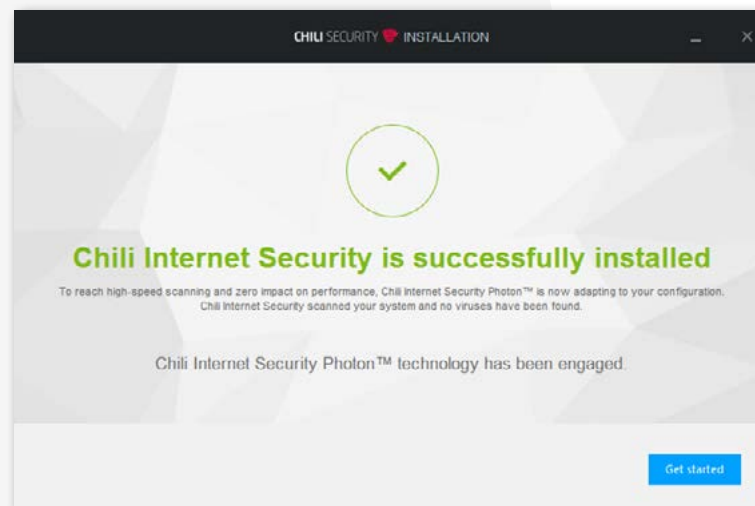 CHILI SECURITY INSTALLATION
Chili Internet Security is successfully installed
To reach high-speed scanning and zero impact on performance, Chili Internet Security Photon™ is now adapting to your configuration.
Chili Internet Security scanned your system and no viruses have been found.
Chili Internet Security Photon™ technology has been engaged.
Get started